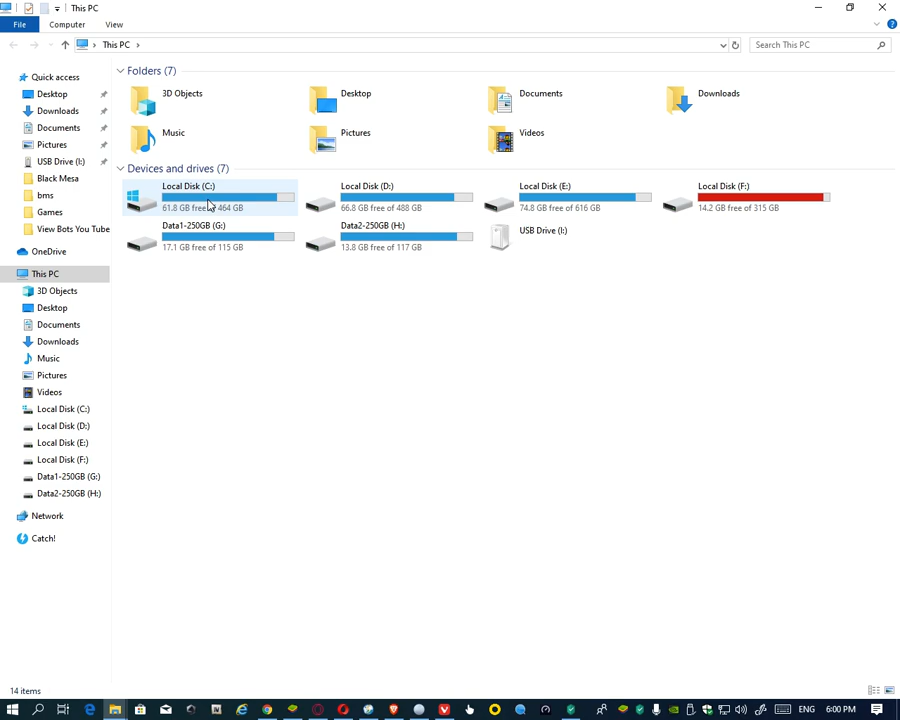 This PC
File
Computer
View
This PC
Search This PC
Quick access
Desktop
Downloads
Documents
Pictures
USB Drive (I:)
Black Mesa
bms
Games
View Bots You Tube
OneDrive
This PC
3D Objects
Desktop
Documents
Downloads
Music
Pictures
Videos
Local Disk (C:)
Local Disk (D:)
Local Disk (E:)
Local Disk (F:)
Data1-250GB (G:)
Data2-250GB (H:)
Network
Catch!
Folders (7)
3D Objects
Desktop
Documents
Downloads
Music
Pictures
Videos
Devices and drives (7)
Local Disk (C:)
61.8 GB free of 464 GB
Local Disk (D:)
66.8 GB free of 488 GB
Local Disk (E:)
74.8 GB free of 616 GB
Local Disk (F:)
14.2 GB free of 315 GB
Data1-250GB (G:)
17.1 GB free of 115 GB
Data2-250GB (H:)
13.8 GB free of 117 GB
USB Drive (I:)
14 items
ENG
6:00 PM